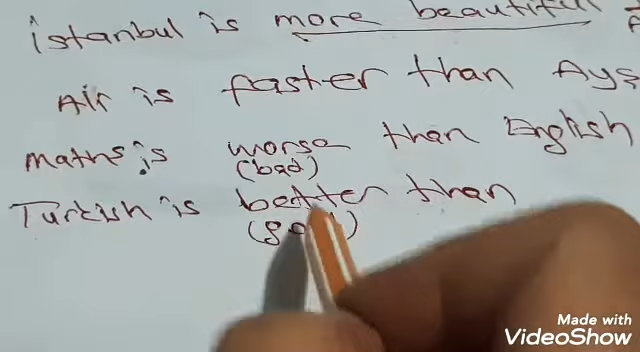 istanbul is more beautiful
Ali is faster than Ayş
Maths is worse than English
(bad)
Turkish is better than
Made with
VideoShow